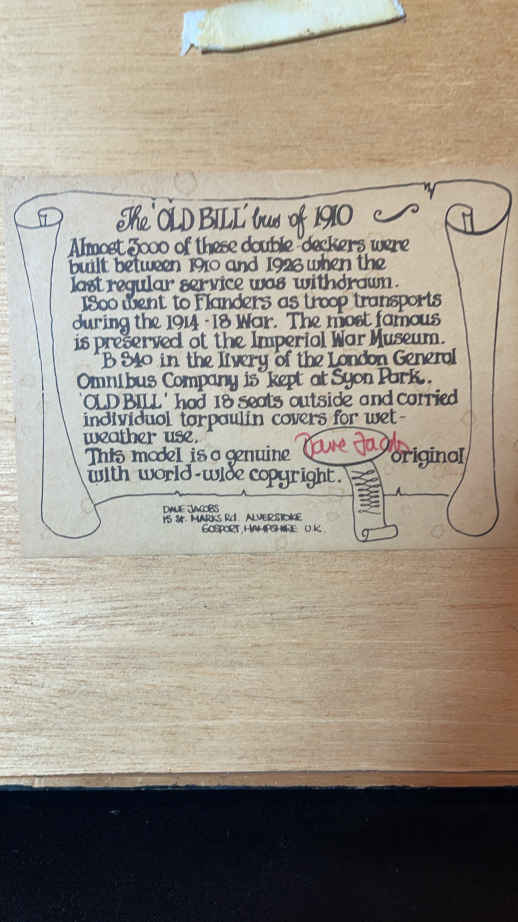 The 'OLD BILL' bus of 1910
Almost 3000 of these double-deckers were
built between 1910 and 1926 when the
last regular service was withdrawn.
1800 went to Flanders as troop transports
during the 1914-18 War. The most famous
is preserved at the Imperial War Museum.
B 340 in the livery of the London General
Omnibus Company is kept at Syon Park.
'OLD BILL' had 18 seats outside and carried
individual tarpaulin covers for wet-
weather use.
This model is a genuine Dave Jacobs original
with world-wide copyright.
DAVE JACOBS
15 St. MARKS Rd. ALVERSTOKE
GOSPORT, HAMPSHIRE U.K.